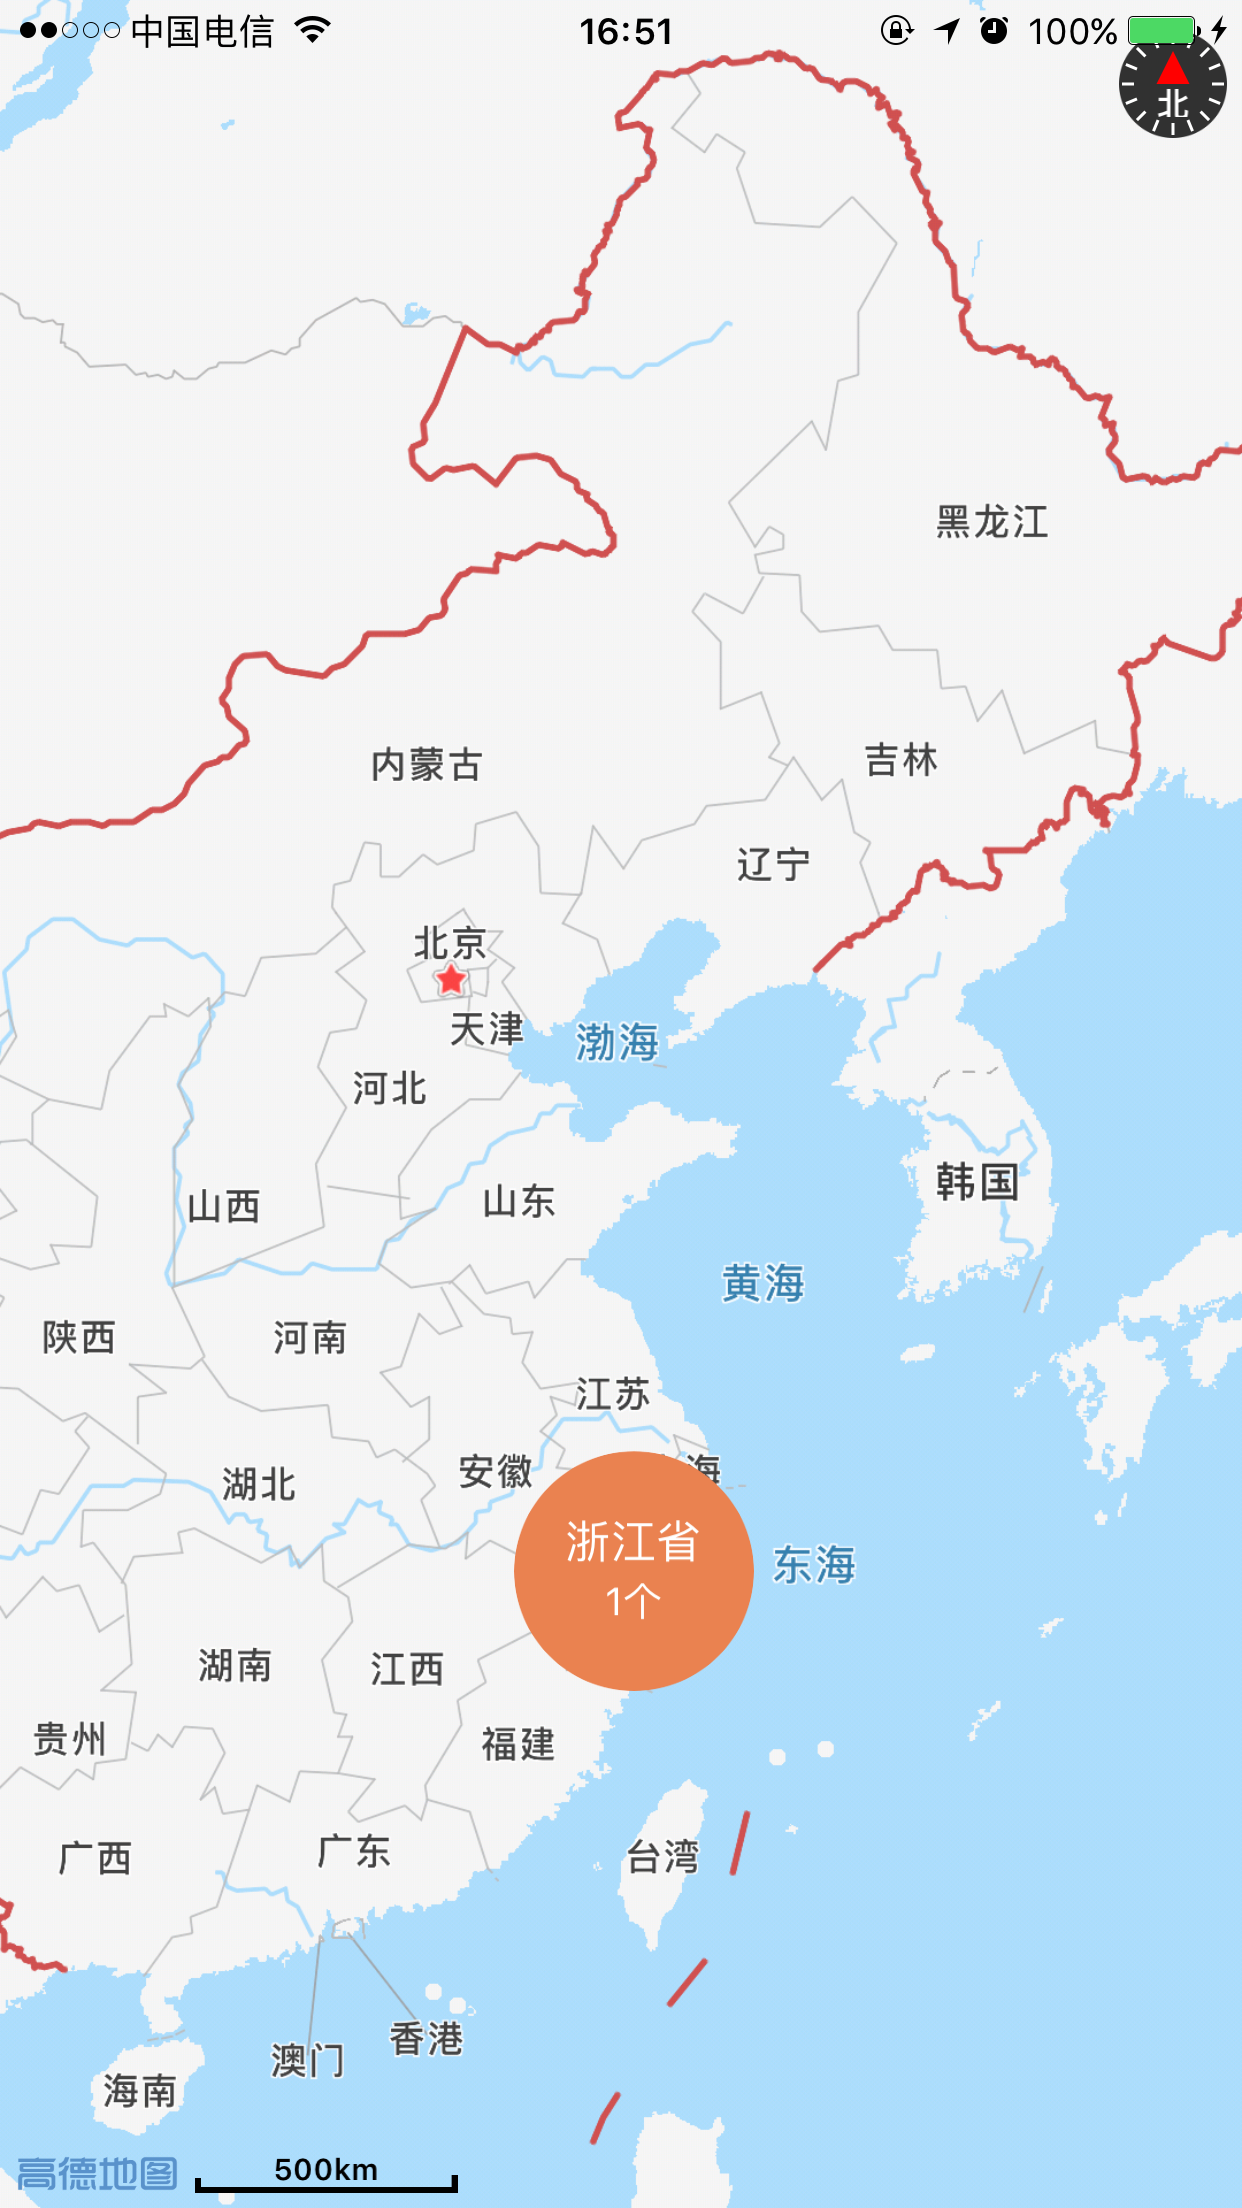 中国电信
16:51
100%
北
黑龙江
内蒙古
吉林
辽宁
北京
天津
渤海
河北
山西
山东
韩国
黄海
陕西
河南
江苏
安徽
海
湖北
浙江省
1个
东海
湖南
江西
贵州
福建
广西
广东
台湾
澳门
香港
海南
高德地图
500km